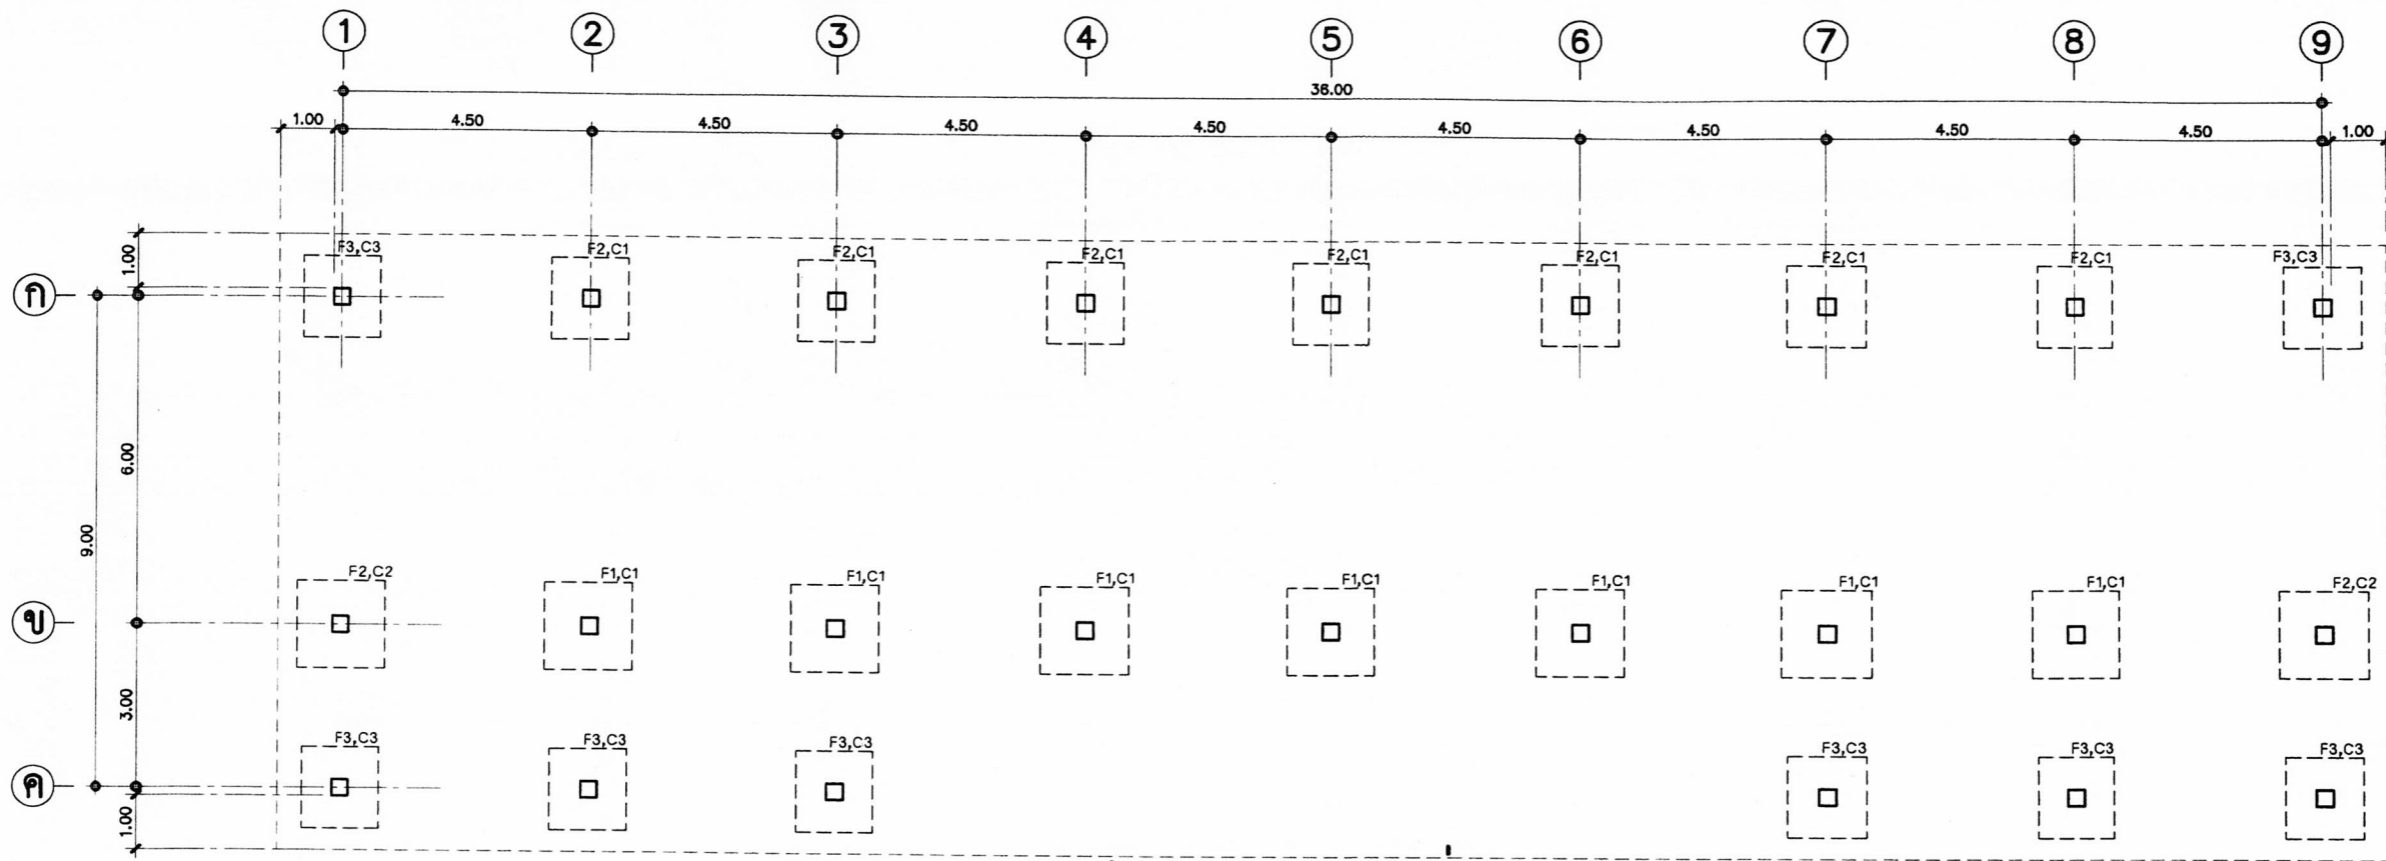 1 2 3 4 5 6 7 8 9
36.00
1.00 4.50 4.50 4.50 4.50 4.50 4.50 4.50 4.50 1.00
1.00
F3,C3 F2,C1 F2,C1 F2,C1 F2,C1 F2,C1 F2,C1 F2,C1 F3,C3
ก
6.00
9.00
F2,C2 F1,C1 F1,C1 F1,C1 F1,C1 F1,C1 F1,C1 F1,C1 F2,C2
ข
3.00
F3,C3 F3,C3 F3,C3 F3,C3 F3,C3 F3,C3
ค
1.00